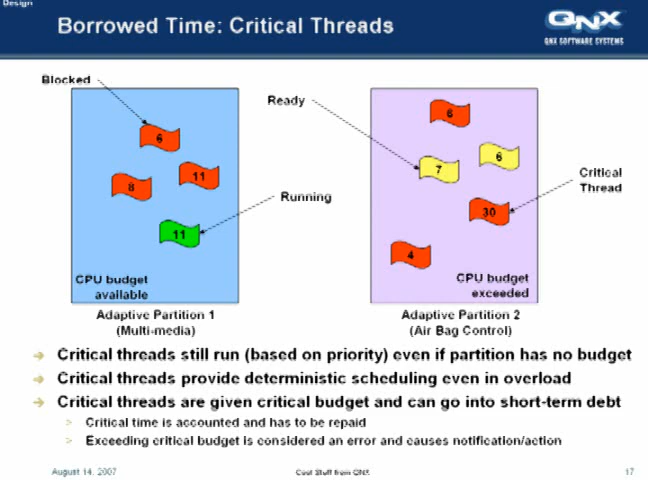 Design
Borrowed Time: Critical Threads
QNX
QNX SOFTWARE SYSTEMS
Blocked
Ready
Running
Critical
Thread
6
8
11
11
CPU budget
available
6
7
30
4
CPU budget
exceeded
Adaptive Partition 1
(Multi-media)
Adaptive Partition 2
(Air Bag Control)
Critical threads still run (based on priority) even if partition has no budget
Critical threads provide deterministic scheduling even in overload
Critical threads are given critical budget and can go into short-term debt
> Critical time is accounted and has to be repaid
> Exceeding critical budget is considered an error and causes notification/action
August 14, 2007
Cool Stuff from QNX
17